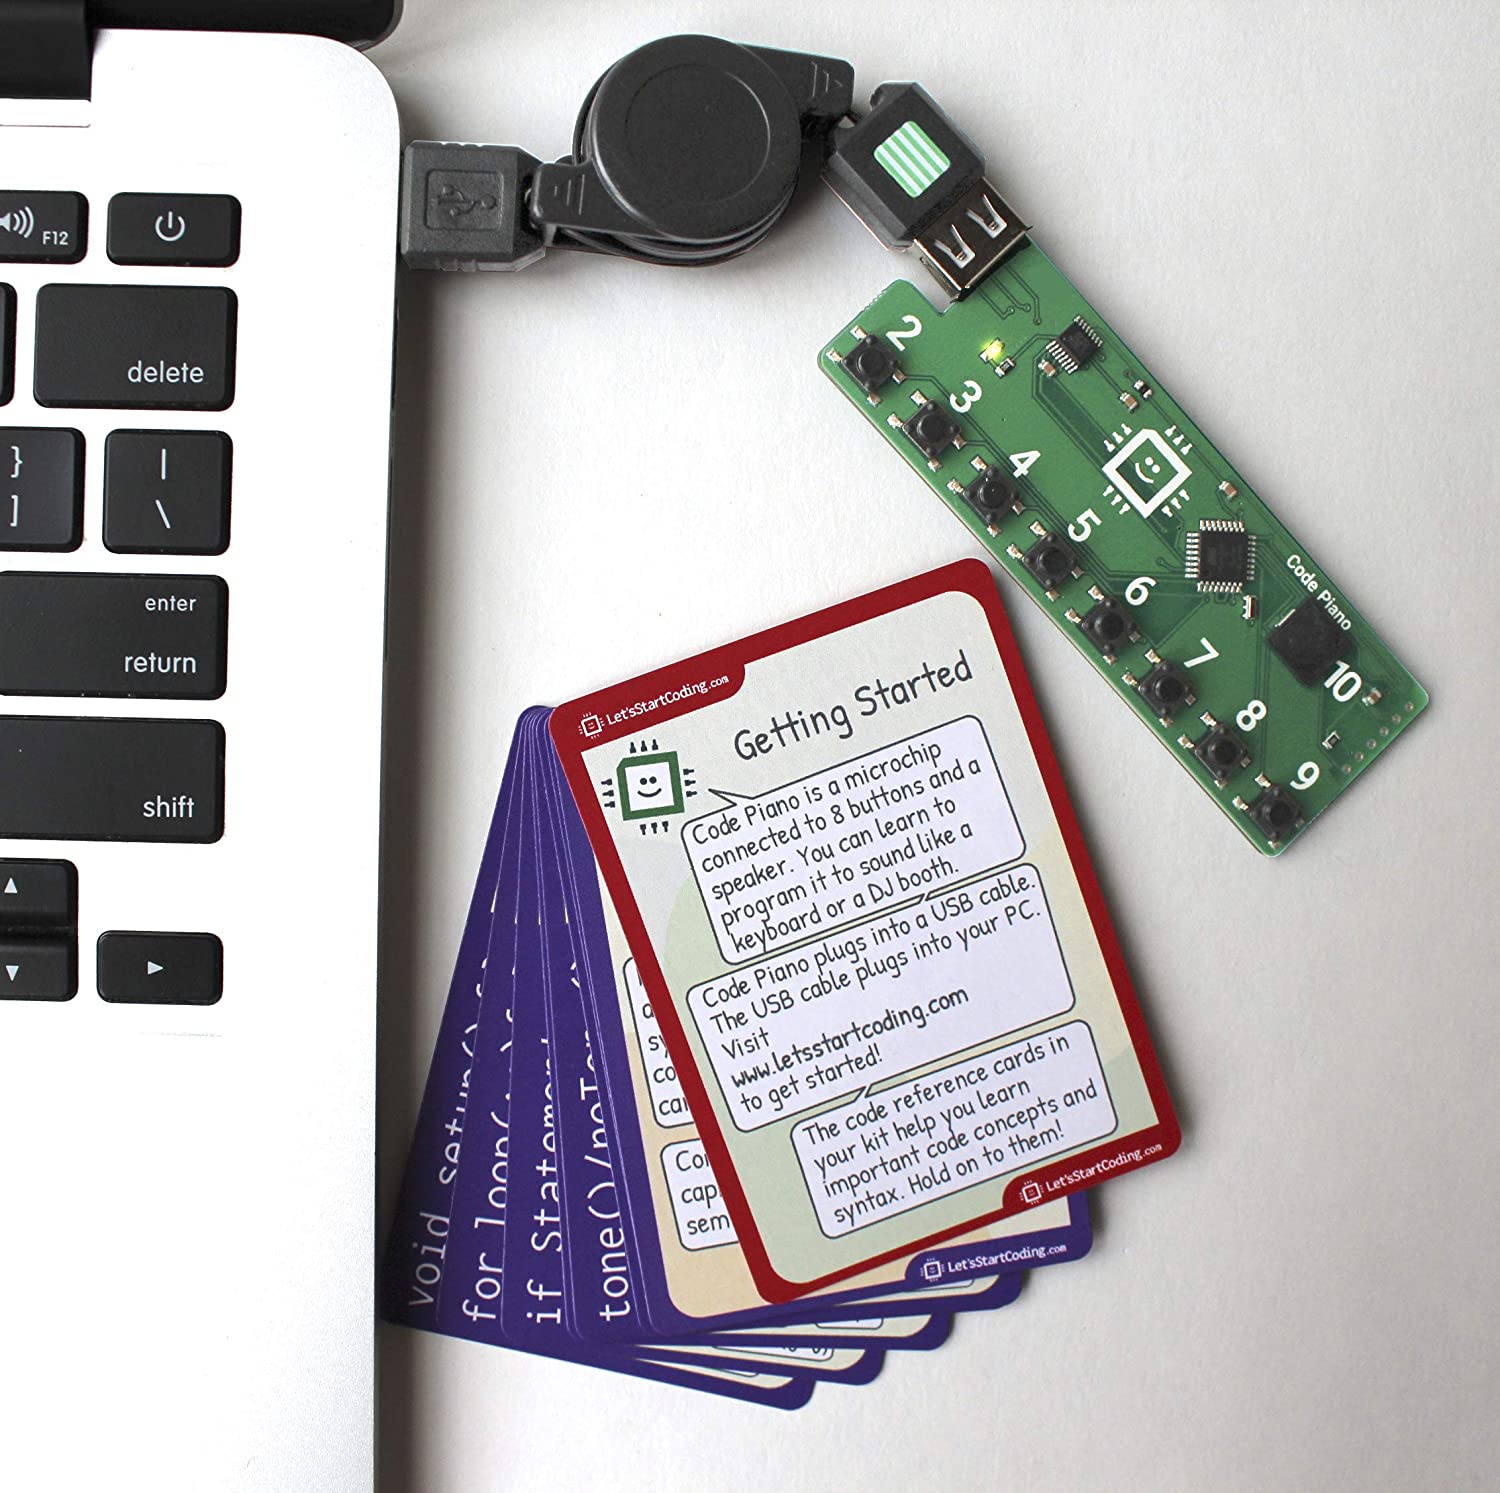 F12
delete
}
]
|
\
enter
return
shift
2
3
4
5
6
7
8
9
10
Code Piano
Let'sStartCoding.com
Getting Started
Code Piano is a microchip
connected to 8 buttons and a
speaker. You can learn to
program it to sound like a
keyboard or a DJ booth.
Code Piano plugs into a USB cable.
The USB cable plugs into your PC.
Visit
www.letsstartcoding.com
to get started!
The code reference cards in
your kit help you learn
important code concepts and
syntax. Hold on to them!
Let'sStartCoding.com
Let'sStartCoding.com
void setup()
for loop
if
tone()